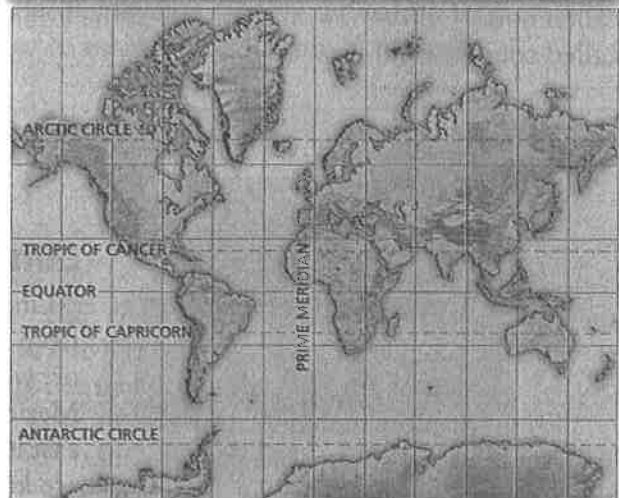 ARCTIC CIRCLE
TROPIC OF CANCER
EQUATOR
TROPIC OF CAPRICORN
PRIME MERIDIAN
ANTARCTIC CIRCLE